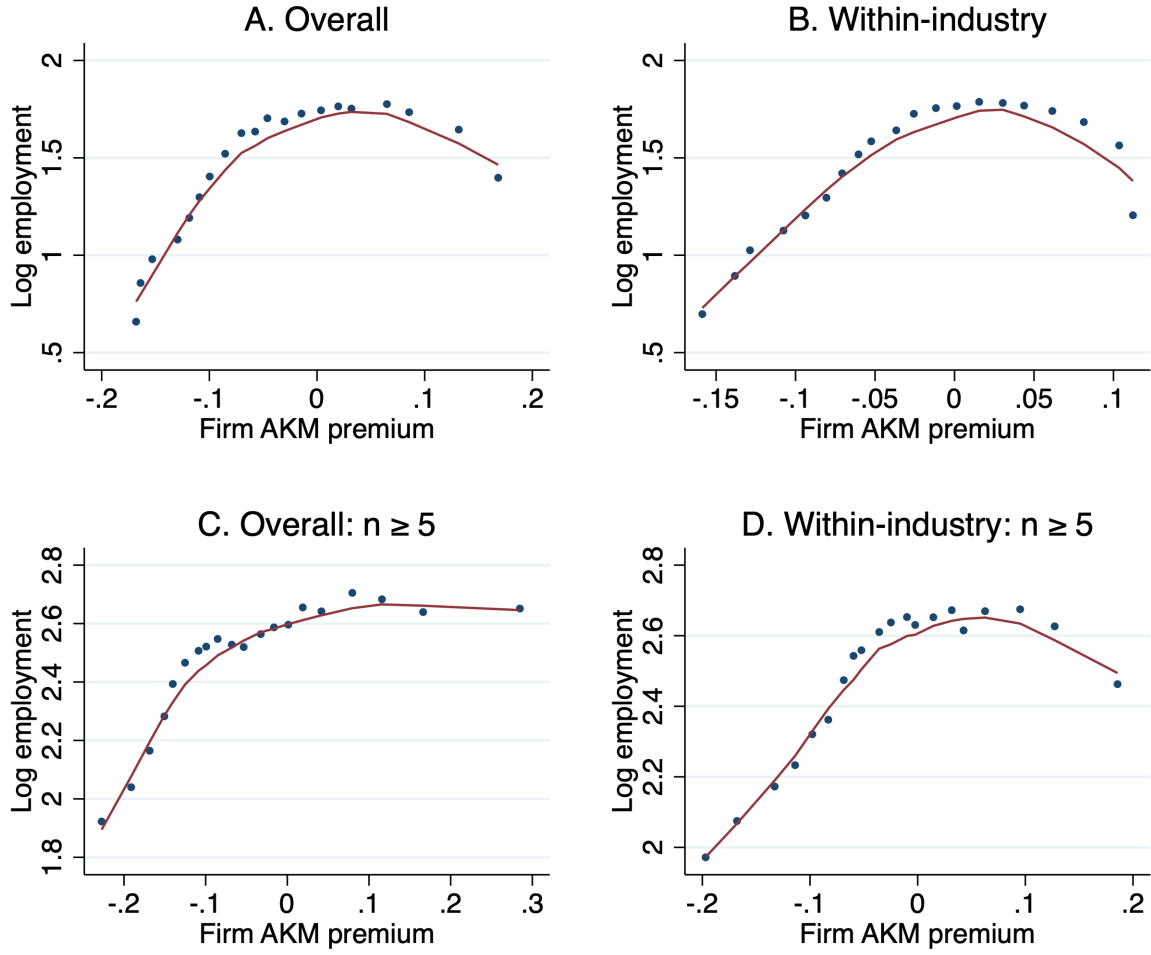 A. Overall
Log employment
2
1.5
1
.5
-.2 -.1 0 .1 .2
Firm AKM premium
B. Within-industry
Log employment
2
1.5
1
.5
-.15 -.1 -.05 0 .05 .1
Firm AKM premium
C. Overall: n ≥ 5
Log employment
2.8
2.6
2.4
2.2
2
1.8
-.2 -.1 0 .1 .2 .3
Firm AKM premium
D. Within-industry: n ≥ 5
Log employment
2.8
2.6
2.4
2.2
2
-.2 -.1 0 .1 .2
Firm AKM premium